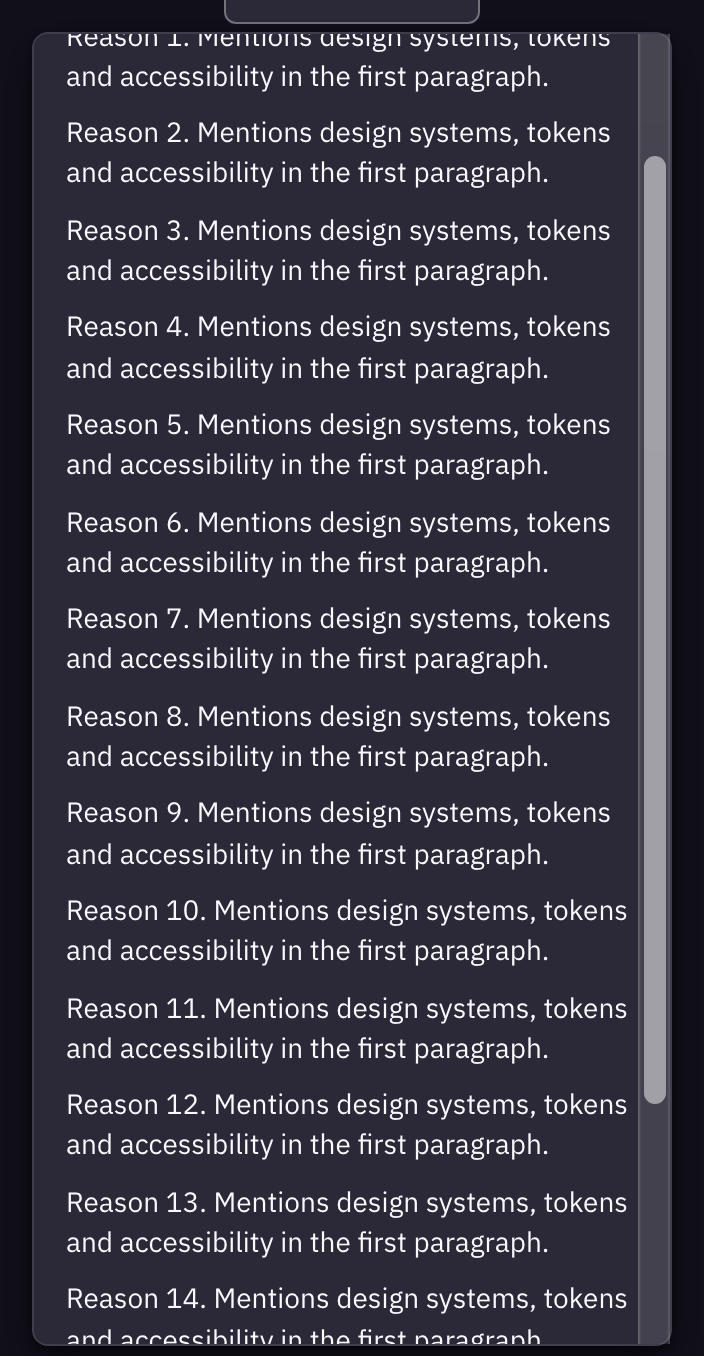 Reason 1. Mentions design systems, tokens
and accessibility in the first paragraph.
Reason 2. Mentions design systems, tokens
and accessibility in the first paragraph.
Reason 3. Mentions design systems, tokens
and accessibility in the first paragraph.
Reason 4. Mentions design systems, tokens
and accessibility in the first paragraph.
Reason 5. Mentions design systems, tokens
and accessibility in the first paragraph.
Reason 6. Mentions design systems, tokens
and accessibility in the first paragraph.
Reason 7. Mentions design systems, tokens
and accessibility in the first paragraph.
Reason 8. Mentions design systems, tokens
and accessibility in the first paragraph.
Reason 9. Mentions design systems, tokens
and accessibility in the first paragraph.
Reason 10. Mentions design systems, tokens
and accessibility in the first paragraph.
Reason 11. Mentions design systems, tokens
and accessibility in the first paragraph.
Reason 12. Mentions design systems, tokens
and accessibility in the first paragraph.
Reason 13. Mentions design systems, tokens
and accessibility in the first paragraph.
Reason 14. Mentions design systems, tokens
and accessibility in the first paragraph.